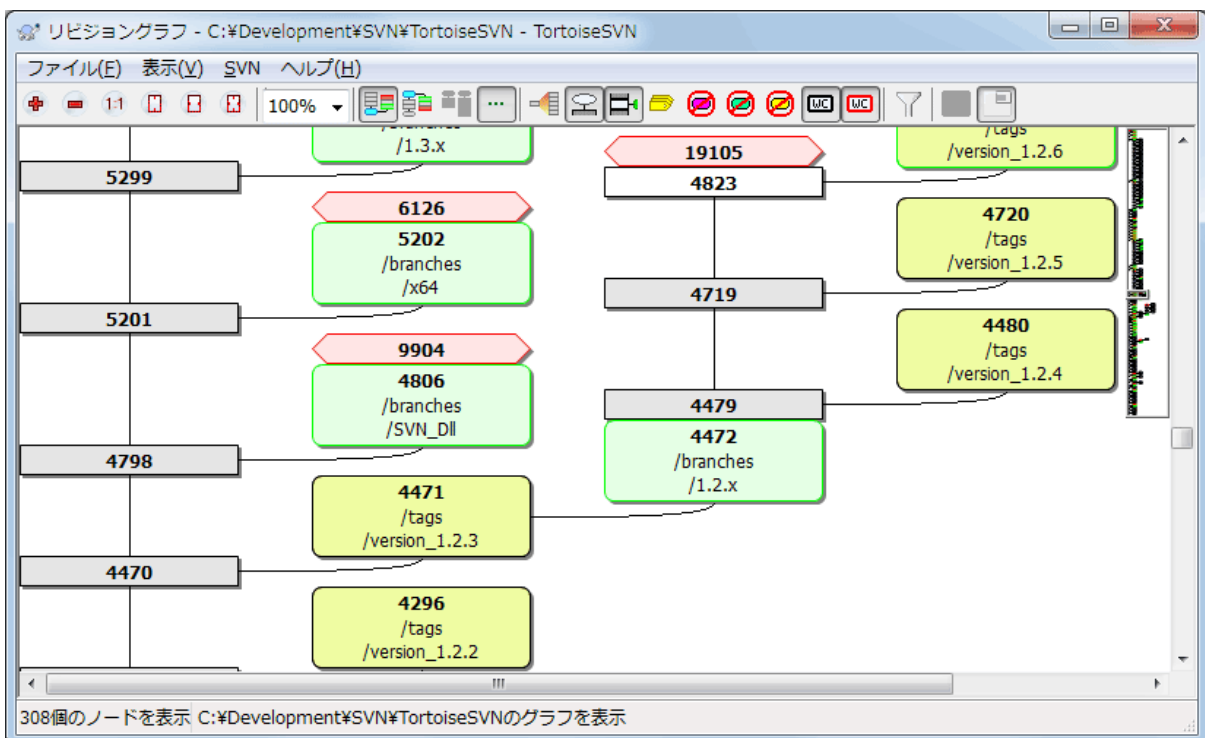 リビジョングラフ - C:¥Development¥SVN¥TortoiseSVN - TortoiseSVN
ファイル(F) 表示(V) SVN ヘルプ(H)
1:1 100% WC WC
/branches
/1.3.x
5299
6126
5202
/branches
/x64
5201
9904
4806
/branches
/SVN_Dll
4798
4471
/tags
/version_1.2.3
4470
4296
/tags
/version_1.2.2
19105
4823
4719
4479
4472
/branches
/1.2.x
/tags
/version_1.2.6
4720
/tags
/version_1.2.5
4480
/tags
/version_1.2.4
308個のノードを表示 C:¥Development¥SVN¥TortoiseSVNのグラフを表示